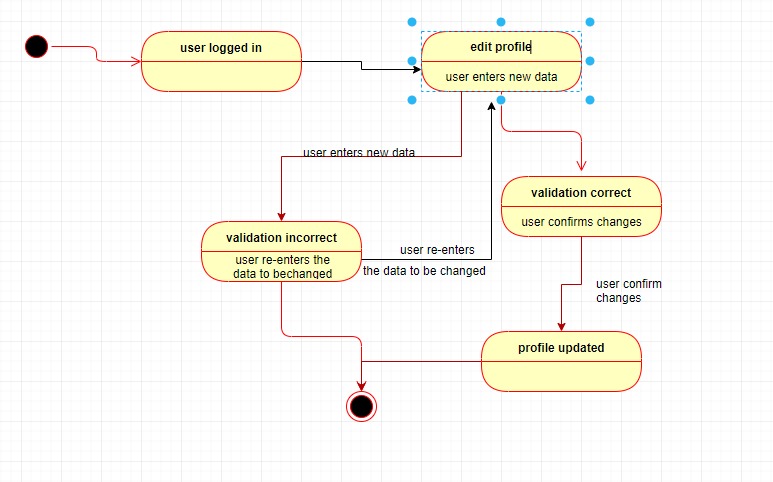 user logged in
edit profile
user enters new data
user enters new data
validation correct
user confirms changes
validation incorrect
user re-enters the
data to bechanged
user re-enters
the data to be changed
user confirm
changes
profile updated